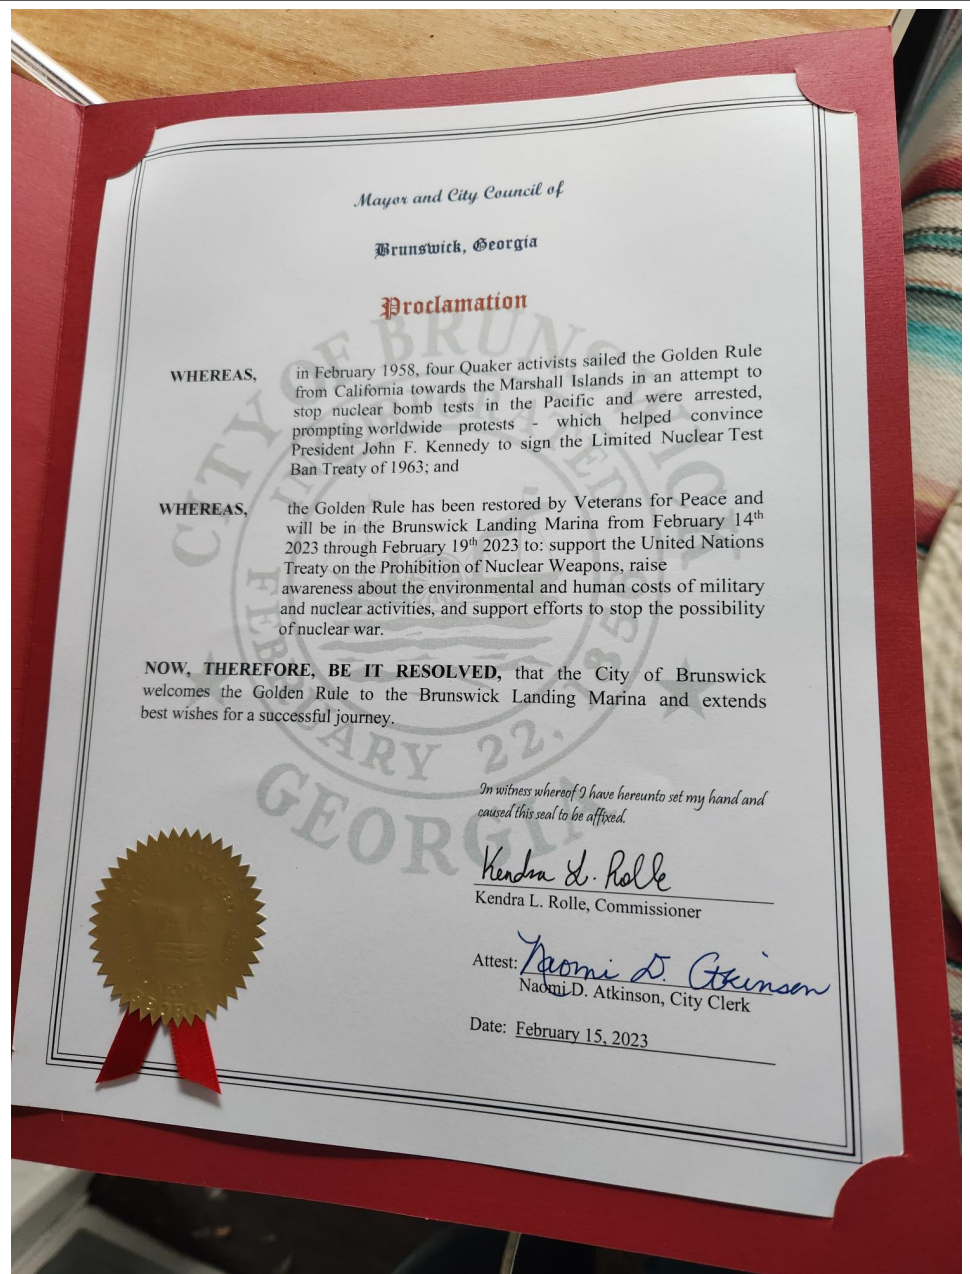 Mayor and City Council of
Brunswick, Georgia
Proclamation
WHEREAS, in February 1958, four Quaker activists sailed the Golden Rule
from California towards the Marshall Islands in an attempt to
stop nuclear bomb tests in the Pacific and were arrested,
prompting worldwide protests - which helped convince
President John F. Kennedy to sign the Limited Nuclear Test
Ban Treaty of 1963; and
WHEREAS, the Golden Rule has been restored by Veterans for Peace and
will be in the Brunswick Landing Marina from February 14th
2023 through February 19th 2023 to: support the United Nations
Treaty on the Prohibition of Nuclear Weapons, raise
awareness about the environmental and human costs of military
and nuclear activities, and support efforts to stop the possibility
of nuclear war.
NOW, THEREFORE, BE IT RESOLVED, that the City of Brunswick
welcomes the Golden Rule to the Brunswick Landing Marina and extends
best wishes for a successful journey.
In witness whereof I have hereunto set my hand and
caused this seal to be affixed.
Kendra L. Rolle
Kendra L. Rolle, Commissioner
Attest: Naomi D. Atkinson
Naomi D. Atkinson, City Clerk
Date: February 15, 2023
CITY OF BRUNSWICK
INCORPORATED
FEBRUARY 22, 1856
GEORGIA